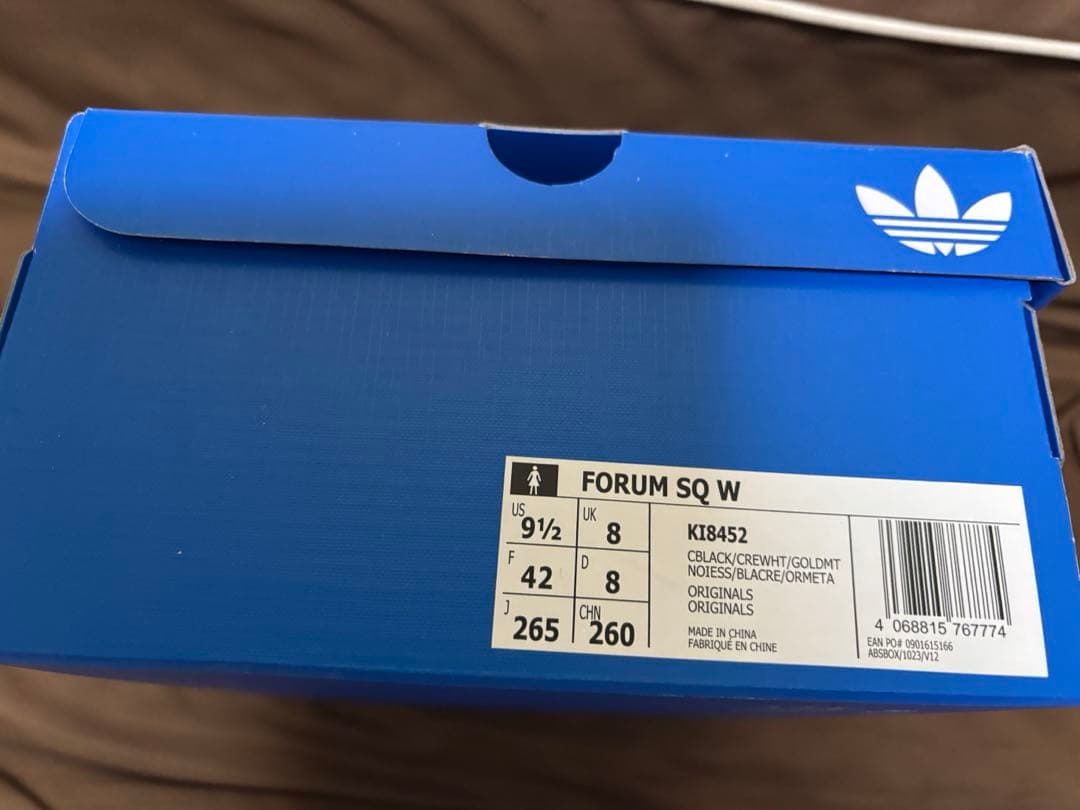 FORUM SQ W
US 9½ UK 8
F 42 D 8
J 265 CHN 260
KI8452
CBLACK/CREWHT/GOLDMT
NOIESS/BLACRE/ORMETA
ORIGINALS
ORIGINALS
MADE IN CHINA
FABRIQUÉ EN CHINE
4 068815 767774
EAN PO# 0901615166
ABSBOX/1023/V12